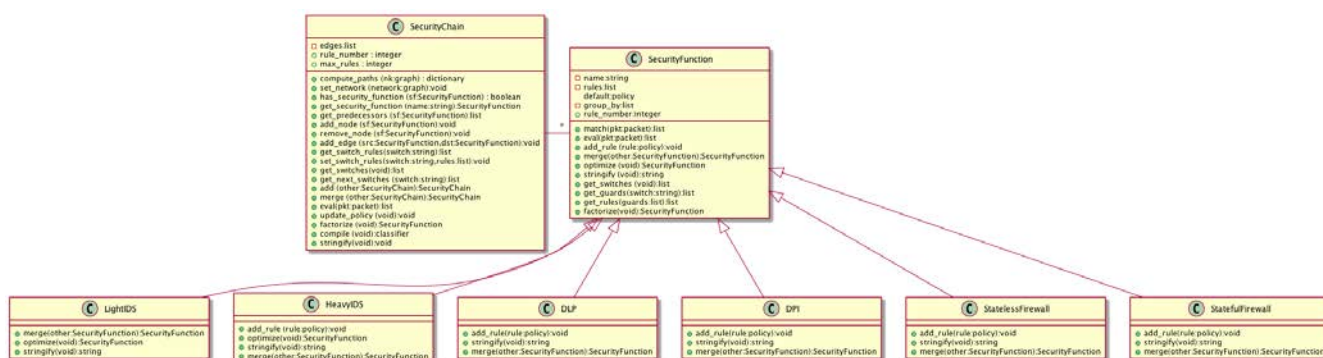 C SecurityChain
edges:list
rule_number : integer
max_rules : integer
compute_paths (nk:graph) : dictionary
set_network (network:graph):void
has_security_function (sf:SecurityFunction) : boolean
get_security_function (name:string):SecurityFunction
get_predecessors (sf:SecurityFunction):list
add_node (sf:SecurityFunction):void
remove_node (sf:SecurityFunction):void
add_edge (src:SecurityFunction,dst:SecurityFunction):void
get_switch_rules(switch:string):list
set_switch_rules(switch:string,rules:list):void
get_switches(void):list
get_next_switches (switch:string):list
add (other:SecurityChain):SecurityChain
merge (other:SecurityChain):SecurityChain
eval(pkt:packet):list
update_policy (void):void
factorize (void):SecurityFunction
compile (void):classifier
stringify(void):void
*
C SecurityFunction
name:string
rules:list
default:policy
group_by:list
rule_number:integer
match(pkt:packet):list
eval(pkt:packet):list
add_rule (rule:policy):void
merge(other:SecurityFunction):SecurityFunction
optimize (void):SecurityFunction
stringify (void):string
get_switches (void):list
get_guards(switch:string):list
get_rules(guards:list):list
factorize(void):SecurityFunction
C LightIDS
merge(other:SecurityFunction):SecurityFunction
optimize(void):SecurityFunction
stringify(void):string
C HeavyIDS
add_rule (rule:policy):void
optimize(void):SecurityFunction
stringify(void):string
merge(other:SecurityFunction):SecurityFunction
C DLP
add_rule(rule:policy):void
stringify(void):string
merge(other:SecurityFunction):SecurityFunction
C DPI
add_rule(rule:policy):void
stringify(void):string
merge(other:SecurityFunction):SecurityFunction
C StatelessFirewall
add_rule(rule:policy):void
stringify(void):string
merge(other:SecurityFunction):SecurityFunction
C StatefulFirewall
add_rule(rule:policy):void
stringify(void):string
merge(other:SecurityFunction):SecurityFunction